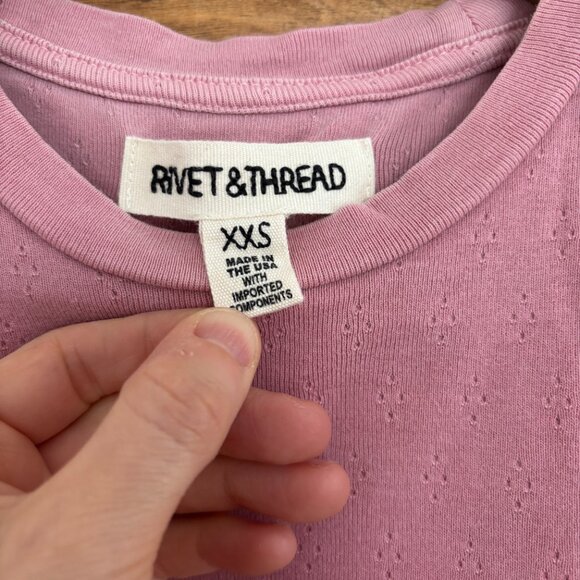 RIVET & THREAD
XXS
MADE IN
THE USA
WITH
IMPORTED
COMPONENTS